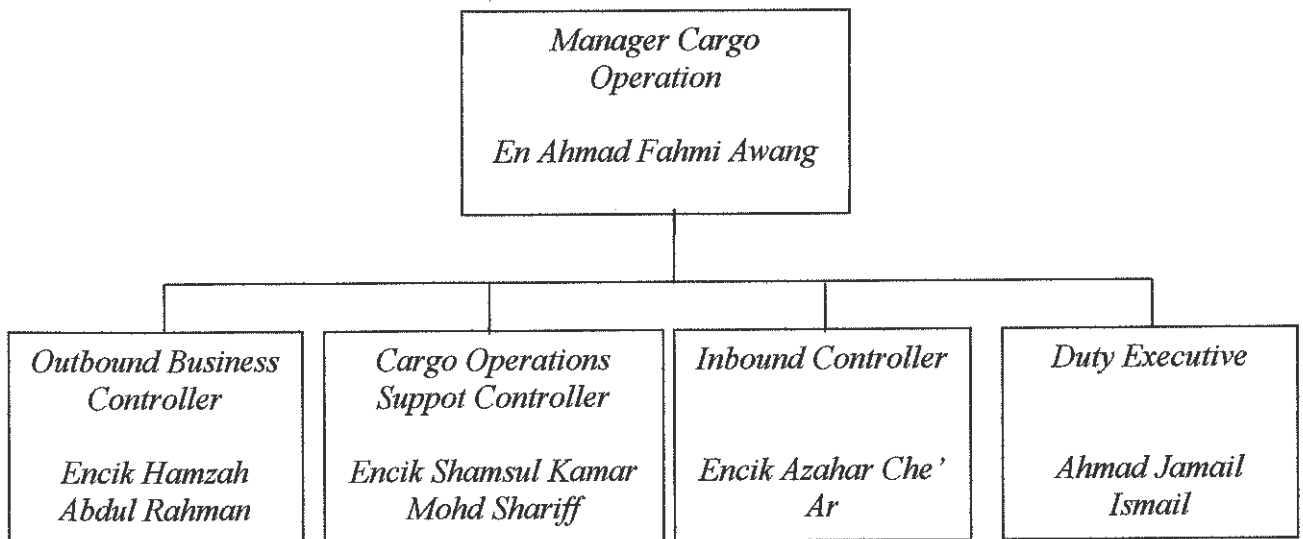 Manager Cargo
Operation
En Ahmad Fahmi Awang
Outbound Business
Controller
Encik Hamzah
Abdul Rahman
Cargo Operations
Suppot Controller
Encik Shamsul Kamar
Mohd Shariff
Inbound Controller
Encik Azahar Che’
Ar
Duty Executive
Ahmad Jamail
Ismail